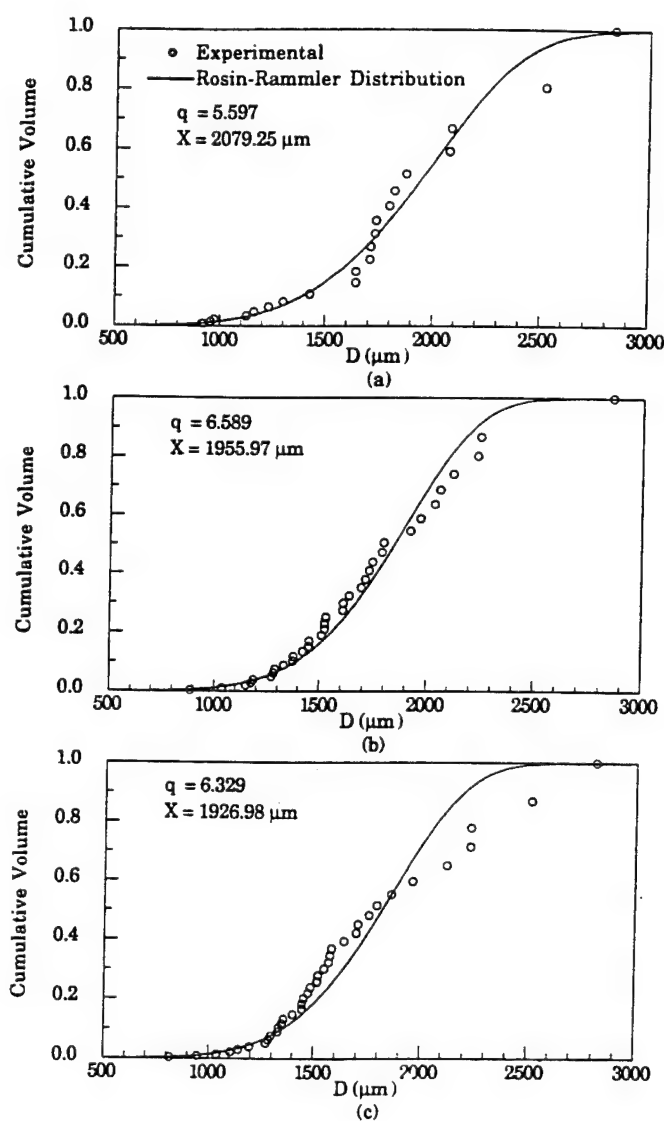 1.0
Experimental
Rosin-Rammler Distribution
0.8
q = 5.597
X = 2079.25 μm
0.6
Cumulative Volume
0.4
0.2
0.0
500 1000 1500 2000 2500 3000
D (μm)
(a)
1.0
q = 6.589
X = 1955.97 μm
0.8
0.6
Cumulative Volume
0.4
0.2
0.0
500 1000 1500 2000 2500 3000
D (μm)
(b)
1.0
q = 6.329
X = 1926.98 μm
0.8
0.6
Cumulative Volume
0.4
0.2
0.0
500 1000 1500 2000 2500 3000
D (μm)
(c)